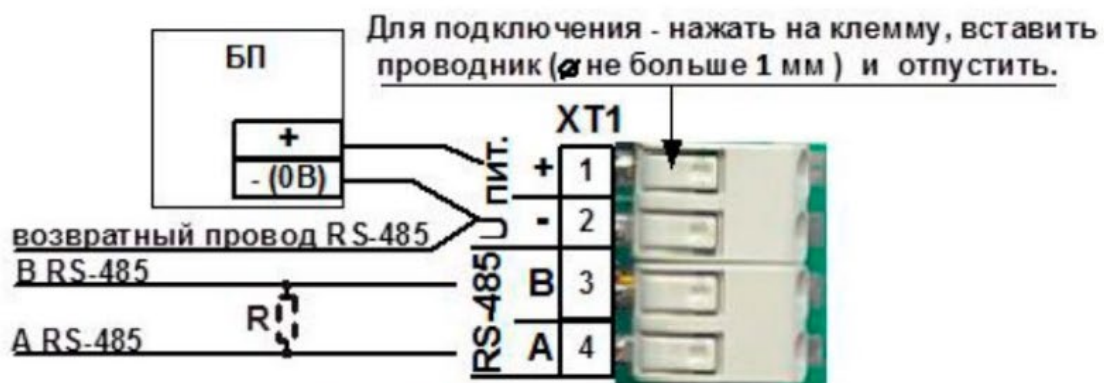 Для подключения - нажать на клемму, вставить
проводник (⌀ не больше 1 мм ) и отпустить.
БП
+
- (0В)
возвратный провод RS-485
B RS-485
R
A RS-485
XT1
U пит.
RS-485
+ 1
- 2
B 3
A 4